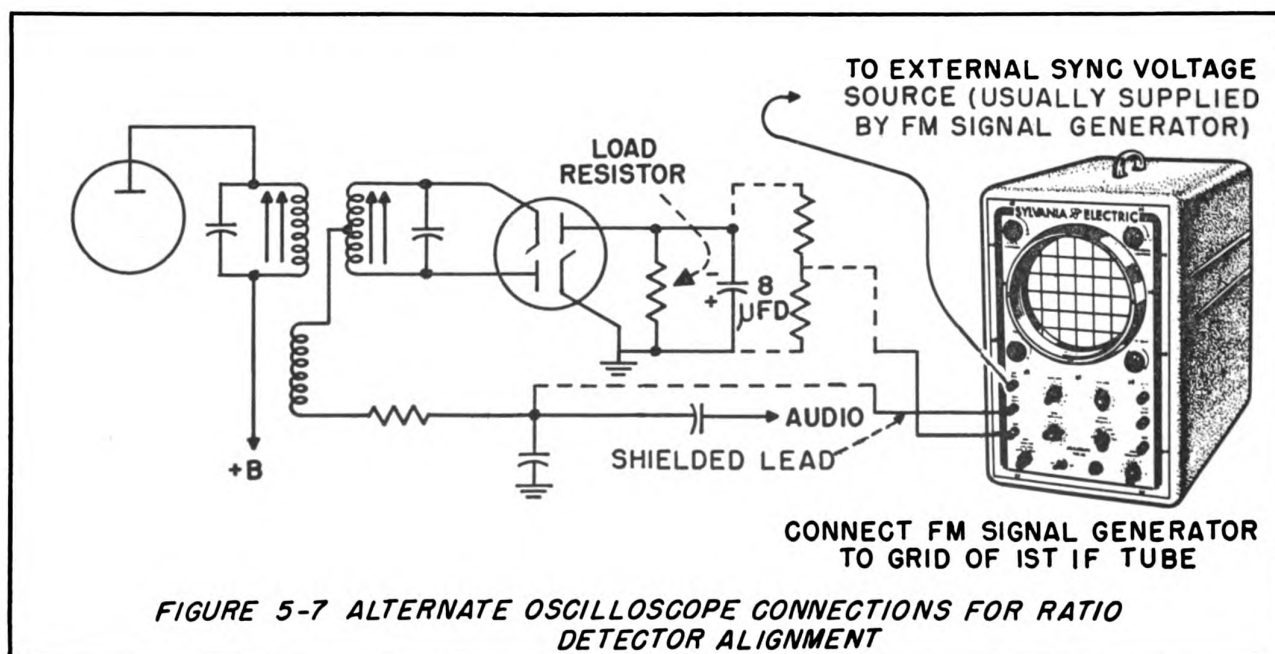 TO EXTERNAL SYNC VOLTAGE
SOURCE (USUALLY SUPPLIED
BY FM SIGNAL GENERATOR)
LOAD
RESISTOR
SYLVANIA ELECTRIC
-
+
8
µFD
AUDIO
SHIELDED LEAD
+B
CONNECT FM SIGNAL GENERATOR
TO GRID OF 1ST IF TUBE
FIGURE 5-7 ALTERNATE OSCILLOSCOPE CONNECTIONS FOR RATIO
DETECTOR ALIGNMENT